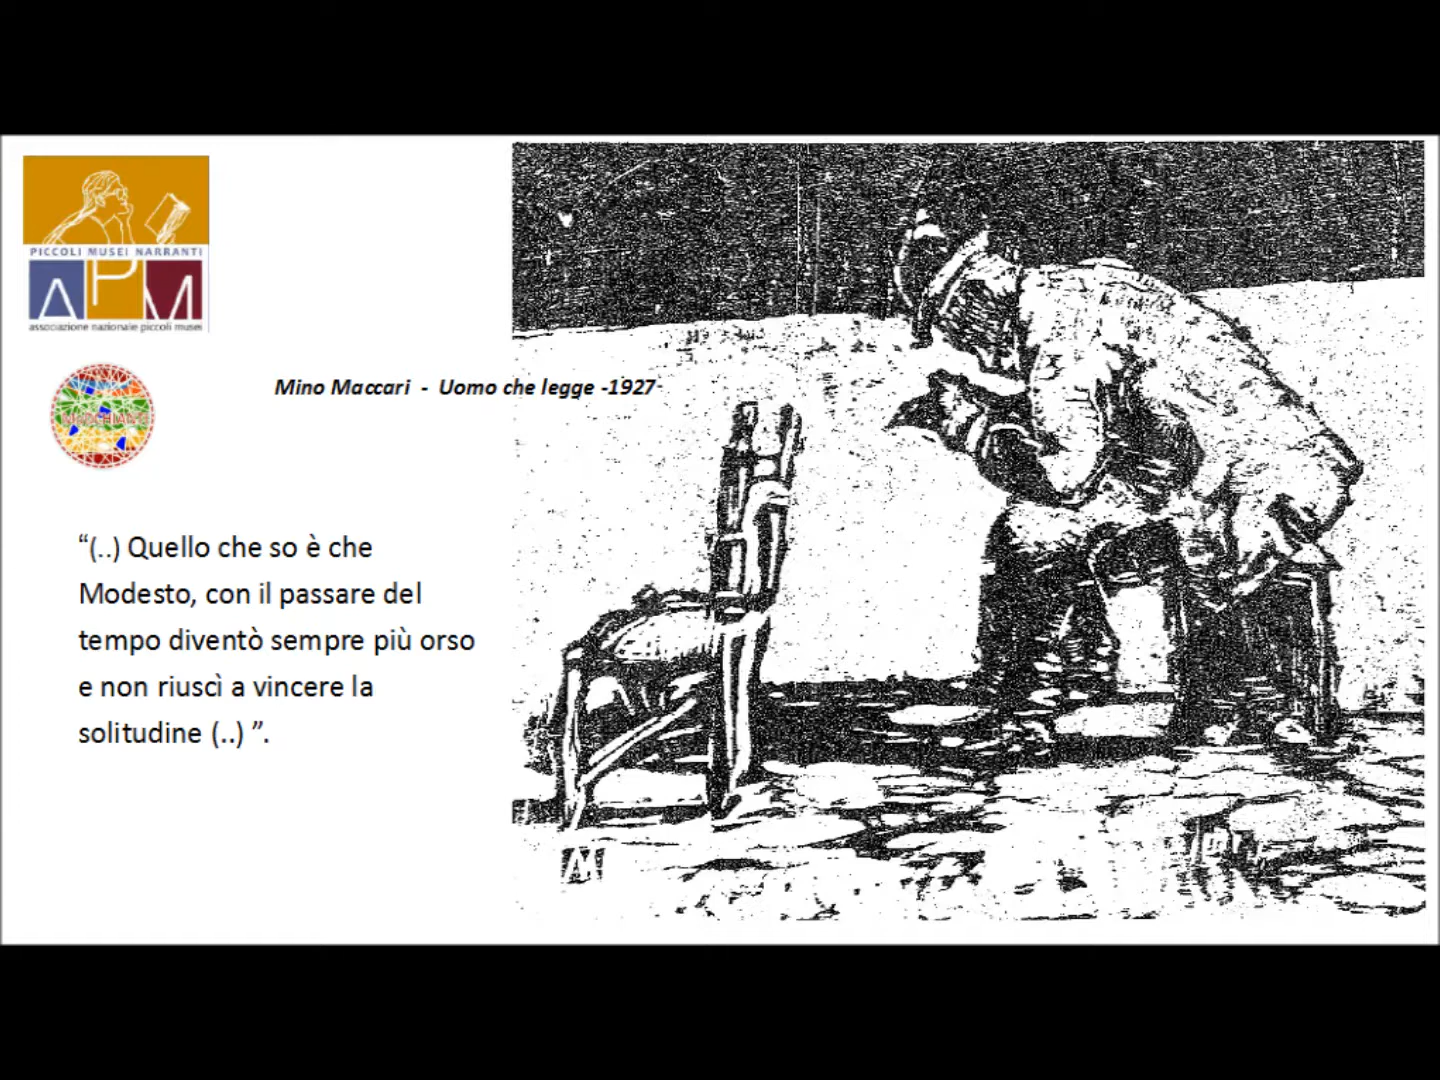 PICCOLI MUSEI NARRANTI
APM
associazione nazionale piccoli musei
Mino Maccari - Uomo che legge -1927
“(..) Quello che so è che
Modesto, con il passare del
tempo diventò sempre più orso
e non riuscì a vincere la
solitudine (..) ”.